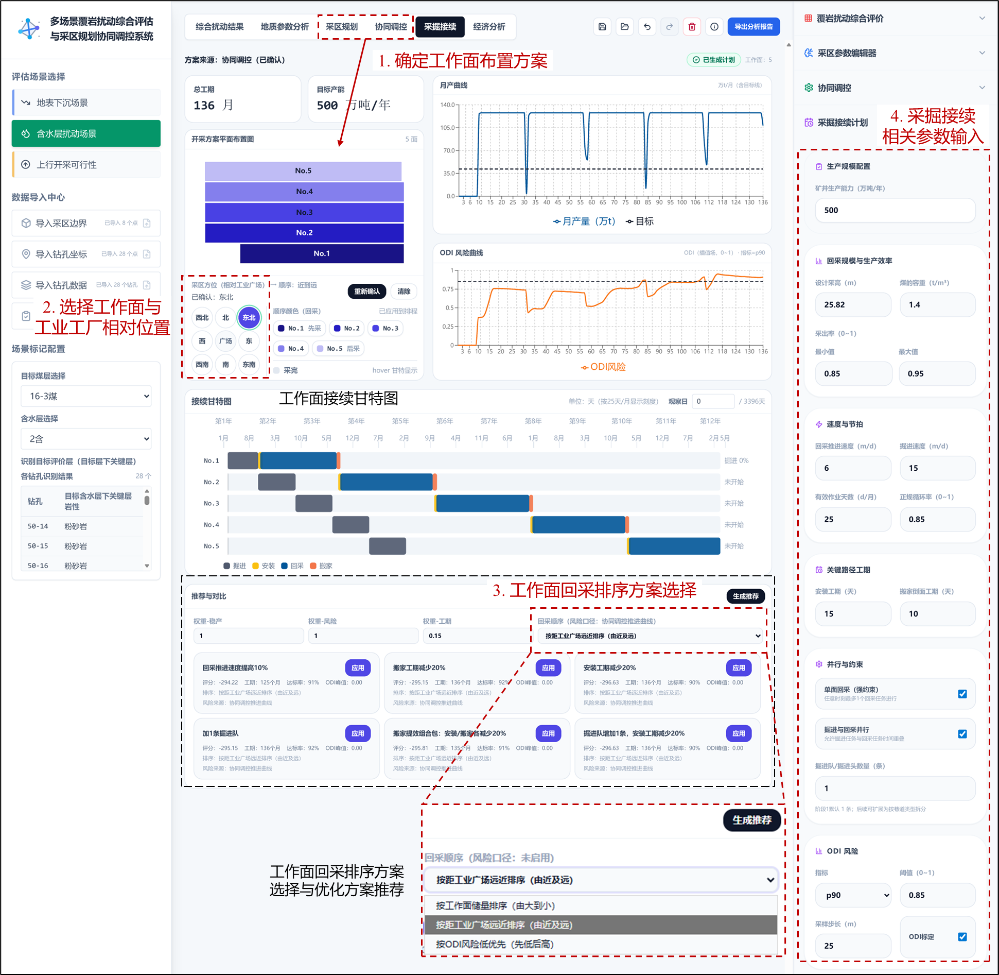 多场景覆岩扰动综合评估
与采区规划协同调控系统
评估场景选择
地表下沉场景
含水层扰动场景
上行开采可行性
数据导入中心
导入采区边界 已导入 8 个点
导入钻孔坐标 已导入 28 个点
导入钻孔数据 已导入 28 个钻孔
2. 选择工作面与
工业工厂相对位置
场景标记配置
目标煤层选择
16-3煤
含水层选择
2含
识别目标评价层（目标层下关键层）
各钻孔识别结果 28 个
钻孔 目标含水层下关键层
岩性
50-14 粉砂岩
50-15 粉砂岩
50-16 粉砂岩
综合扰动结果 地质参数分析 采区规划 协同调控 采掘接续 经济分析
导出分析报告
方案来源：协同调控（已确认）
1. 确定工作面布置方案
已生成计划 工作面：5
总工期
136 月
目标产能
500 万吨/年
开采方案平面布置图 5 面
No.5
No.4
No.3
No.2
No.1
采区方位（相对工业广场） → 顺序：近到远
已确认：东北
重新确认 清除
西北 北 东北
西 广场 东
西南 南 东南
顺序颜色（回采） 已应用到排程
No.1 先采 No.2 No.3
No.4 No.5 后采
采完 hover 甘特显示
月产曲线 万t/月（含目标线）
140.0
105.0
70.0
35.0
0.0
3 6 10 15 20 25 30 35 40 45 50 55 60 65 70 75 80 85 90 95 100 106 112 118 124 130 136
月产量（万t） 目标
ODI 风险曲线 ODI（插值场，0~1）· 指标=p90
1
0.75
0.5
0.25
0
3 6 10 15 20 25 30 35 40 45 50 55 60 65 70 75 80 85 90 95 100 106 112 118 124 130 136
ODI风险
接续甘特图 工作面接续甘特图 单位：天（按25天/月显示刻度） 观察日 0 / 3396天
第1年 第2年 第3年 第4年 第5年 第6年 第7年 第8年 第9年 第10年 第11年 第12年
1月 8月 3月 10月 5月 12月 7月 2月 9月 4月 11月 6月 1月 8月 3月 10月 5月 12月 7月 2月 5月
No.1 掘进 0%
No.2 未开始
No.3 未开始
No.4 未开始
No.5 未开始
掘进 安装 回采 搬家
推荐与对比 3. 工作面回采排序方案选择 生成推荐
权重-稳产 权重-风险 权重-工期 回采顺序（风险口径：协同调控推进曲线）
1 1 0.15 按距工业广场远近排序（由近及远）
回采推进速度提高10% 应用
评分：-294.22 工期：125个月 达标率：91% ODI峰值：0.00
排序：按距工业广场远近排序（由近及远）
风险来源：协同调控推进曲线
搬家工期减少20% 应用
评分：-295.15 工期：136个月 达标率：92% ODI峰值：0.00
排序：按距工业广场远近排序（由近及远）
风险来源：协同调控推进曲线
安装工期减少20% 应用
评分：-296.63 工期：136个月 达标率：90% ODI峰值：0.00
排序：按距工业广场远近排序（由近及远）
风险来源：协同调控推进曲线
加1条掘进队 应用
评分：-295.15 工期：136个月 达标率：92% ODI峰值：0.00
排序：按距工业广场远近排序（由近及远）
风险来源：协同调控推进曲线
搬家提效组合包：安装/搬家各减少20% 应用
评分：-295.81 工期：135个月 达标率：91% ODI峰值：0.00
排序：按距工业广场远近排序（由近及远）
风险来源：协同调控推进曲线
掘进队增加1条，安装工期减少20% 应用
评分：-296.63 工期：136个月 达标率：90% ODI峰值：0.00
排序：按距工业广场远近排序（由近及远）
风险来源：协同调控推进曲线
工作面回采排序方案
选择与优化方案推荐
生成推荐
回采顺序（风险口径：未启用）
按距工业广场远近排序（由近及远）
按工作面储量排序（由大到小）
按距工业广场远近排序（由近及远）
按ODI风险低优先（先低后高）
覆岩扰动综合评价
采区参数编辑器
协同调控
采掘接续计划
4. 采掘接续
相关参数输入
生产规模配置
矿井生产能力（万吨/年）
500
回采规模与生产效率
设计采高（m） 煤的容重（t/m³）
25.82 1.4
采出率（0~1）
最小值 最大值
0.85 0.95
速度与节拍
回采推进速度（m/d） 掘进速度（m/d）
6 15
有效作业天数（d/月） 正规循环率（0~1）
25 0.85
关键路径工期
安装工期（天） 搬家倒面工期（天）
15 10
并行与约束
单面回采（强约束）
任意时刻最多1个回采任务进行
掘进与回采并行
允许掘进任务与回采任务时间重叠
掘进队/掘进头数量（条）
1
阶段1默认 1 条；后续可扩展为按巷道类型拆分
ODI 风险
指标 阈值（0~1）
p90 0.85
采样步长（m）
25 ODI标定